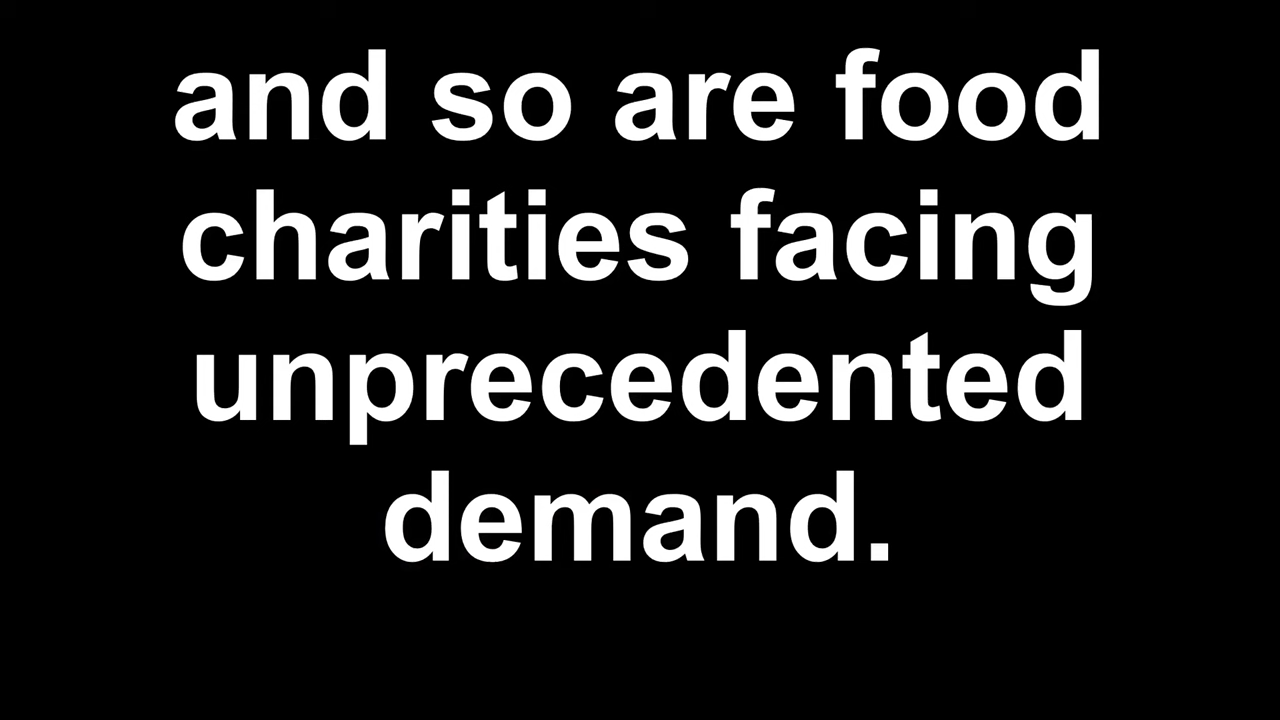 and so are food
charities facing
unprecedented
demand.